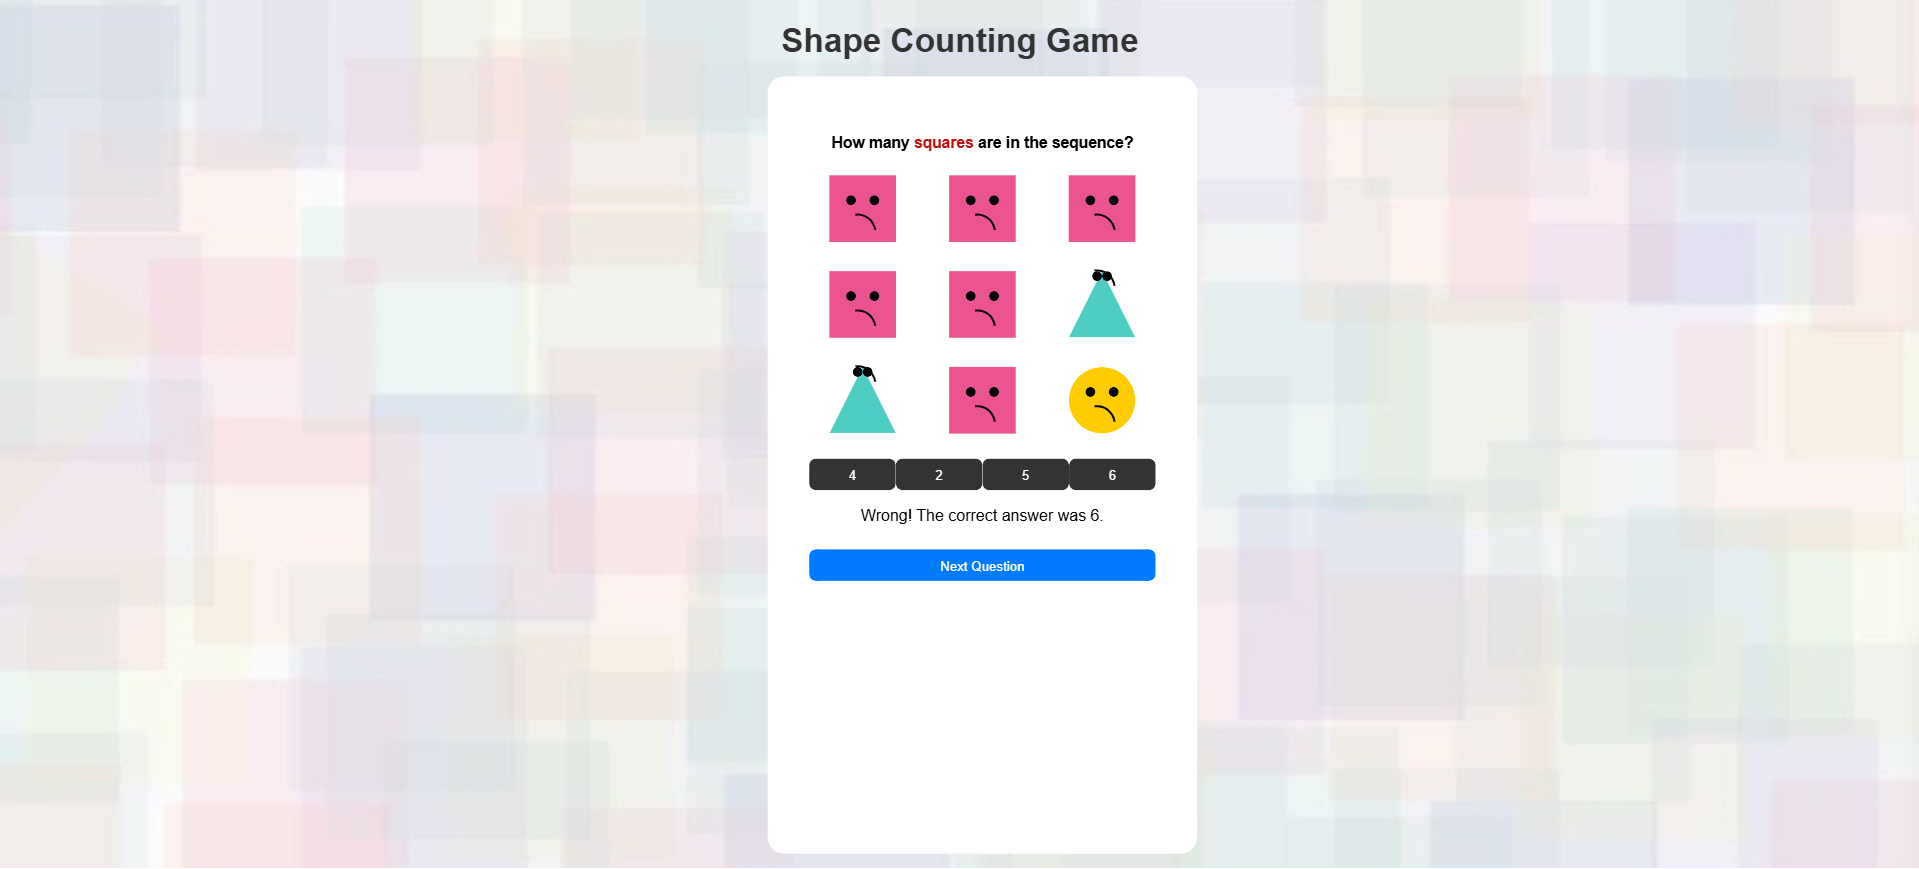 Shape Counting Game
How many squares are in the sequence?
4 2 5 6
Wrong! The correct answer was 6.
Next Question